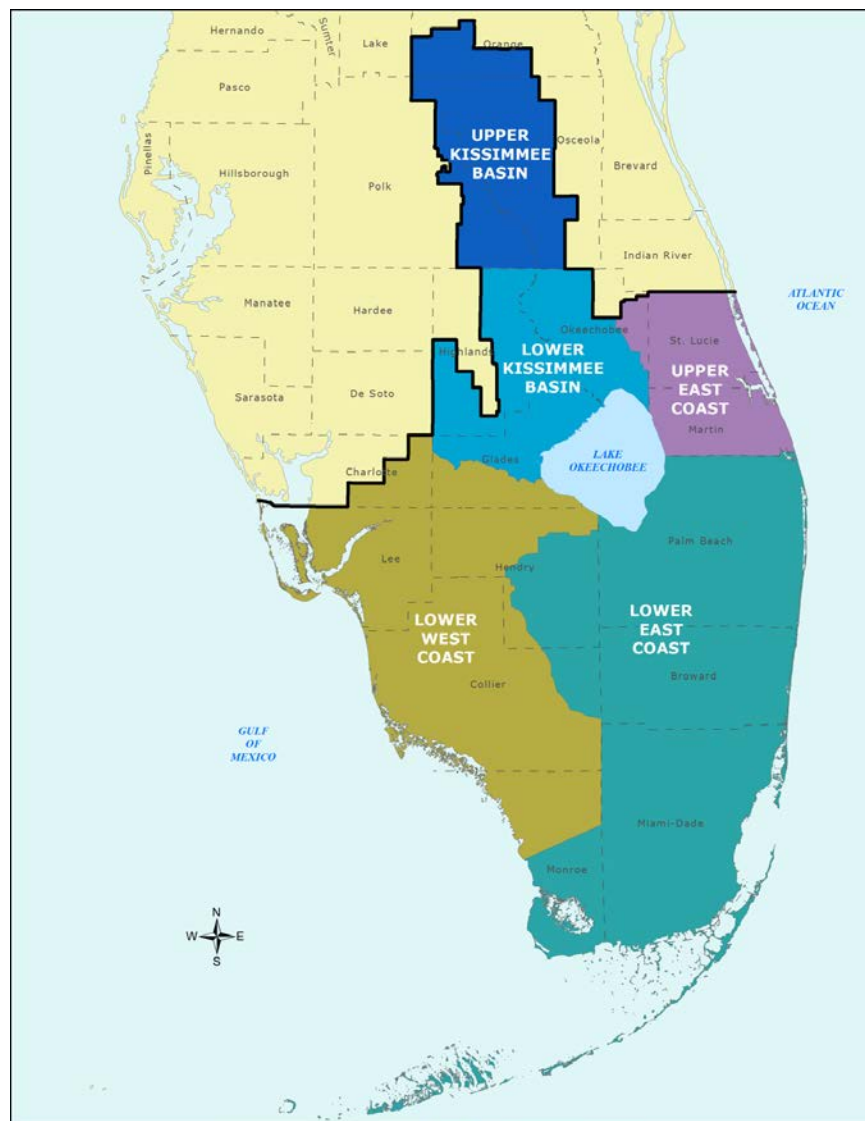 Hernando
Sumter
Lake
Orange
Pasco
Pinellas
Hillsborough
Polk
UPPER
KISSIMMEE
BASIN
Osceola
Brevard
Indian River
Manatee
Hardee
Highlands
Okeechobee
LOWER
KISSIMMEE
BASIN
St. Lucie
UPPER
EAST
COAST
Martin
ATLANTIC
OCEAN
Sarasota
De Soto
Charlotte
Glades
LAKE
OKEECHOBEE
Lee
Hendry
Palm Beach
LOWER
WEST
COAST
LOWER
EAST
COAST
Collier
Broward
GULF
OF
MEXICO
Miami-Dade
Monroe
N
W E
S